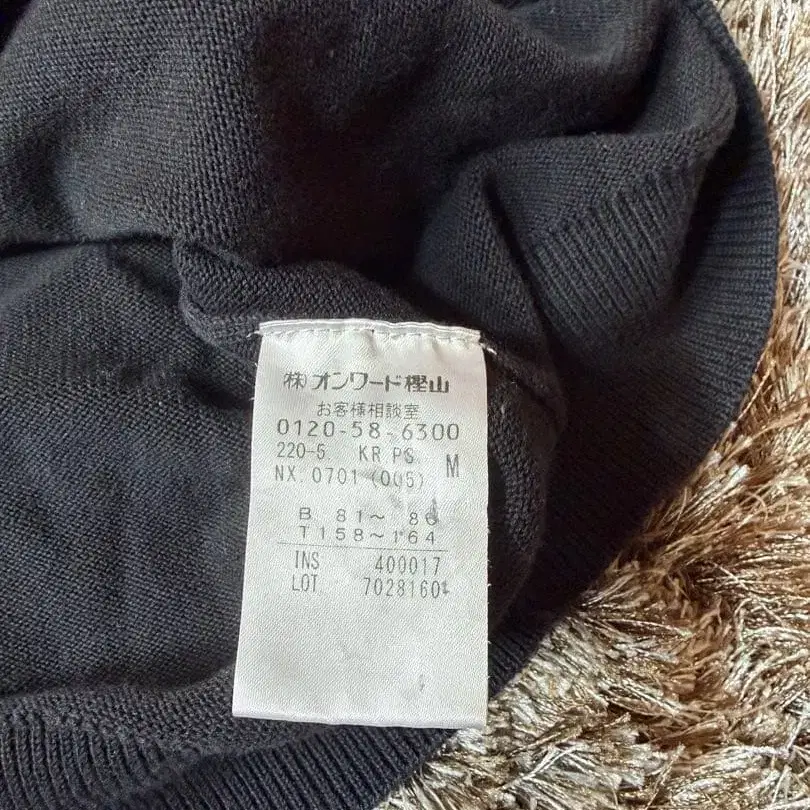 (株)オンワード樫山
お客様相談室
0120-58-6300
220-5 KR PS M
NX. 0701 (005)
B 81~ 86
T158~164
INS 400017
LOT 7028160